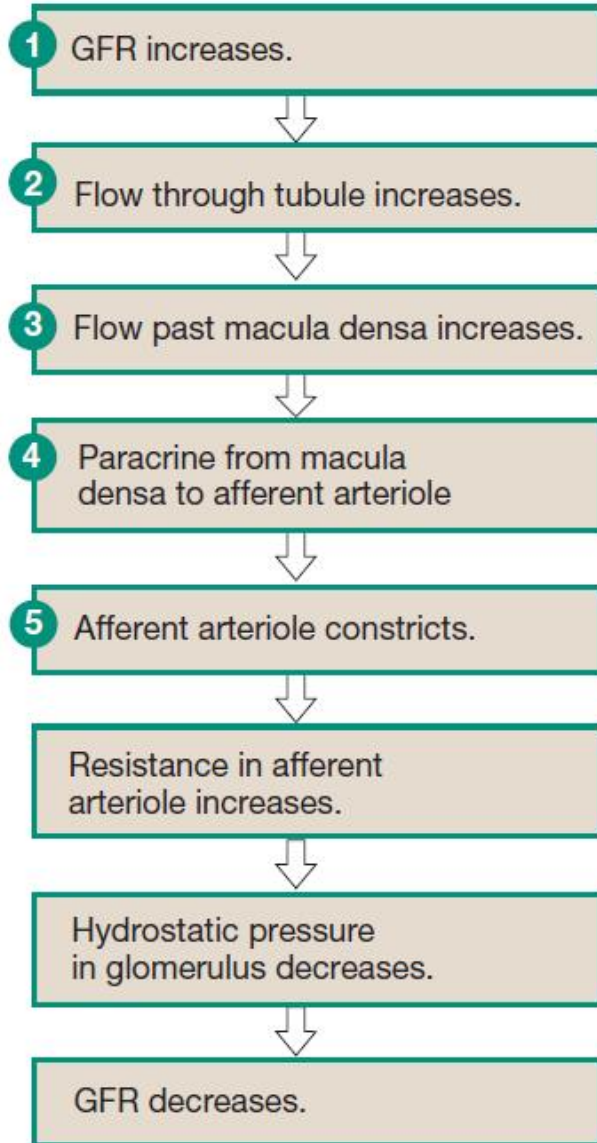 1
GFR increases.
2
Flow through tubule increases.
3
Flow past macula densa increases.
4
Paracrine from macula
densa to afferent arteriole
5
Afferent arteriole constricts.
Resistance in afferent
arteriole increases.
Hydrostatic pressure
in glomerulus decreases.
GFR decreases.